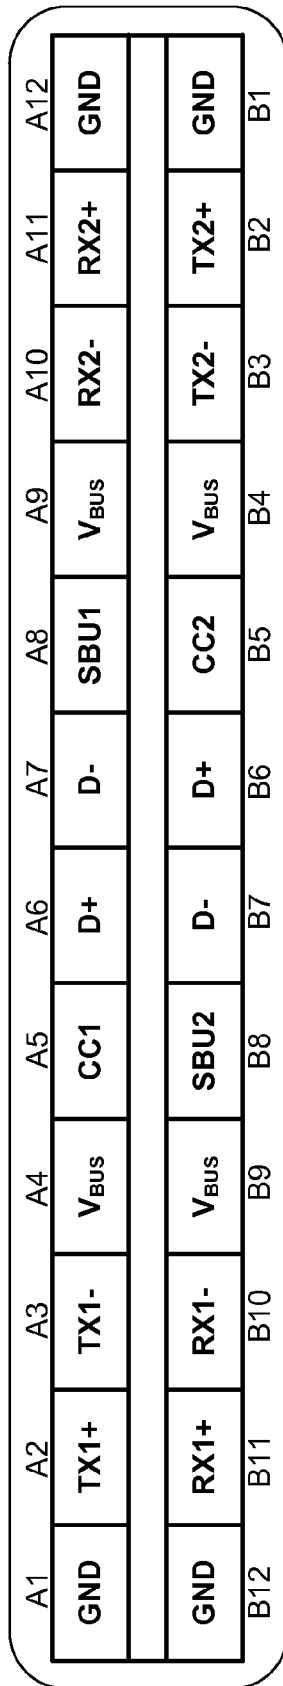 A1 A2 A3 A4 A5 A6 A7 A8 A9 A10 A11 A12
GND TX1+ TX1- VBUS CC1 D+ D- SBU1 VBUS RX2- RX2+ GND
GND RX1+ RX1- VBUS SBU2 D- D+ CC2 VBUS TX2- TX2+ GND
B12 B11 B10 B9 B8 B7 B6 B5 B4 B3 B2 B1